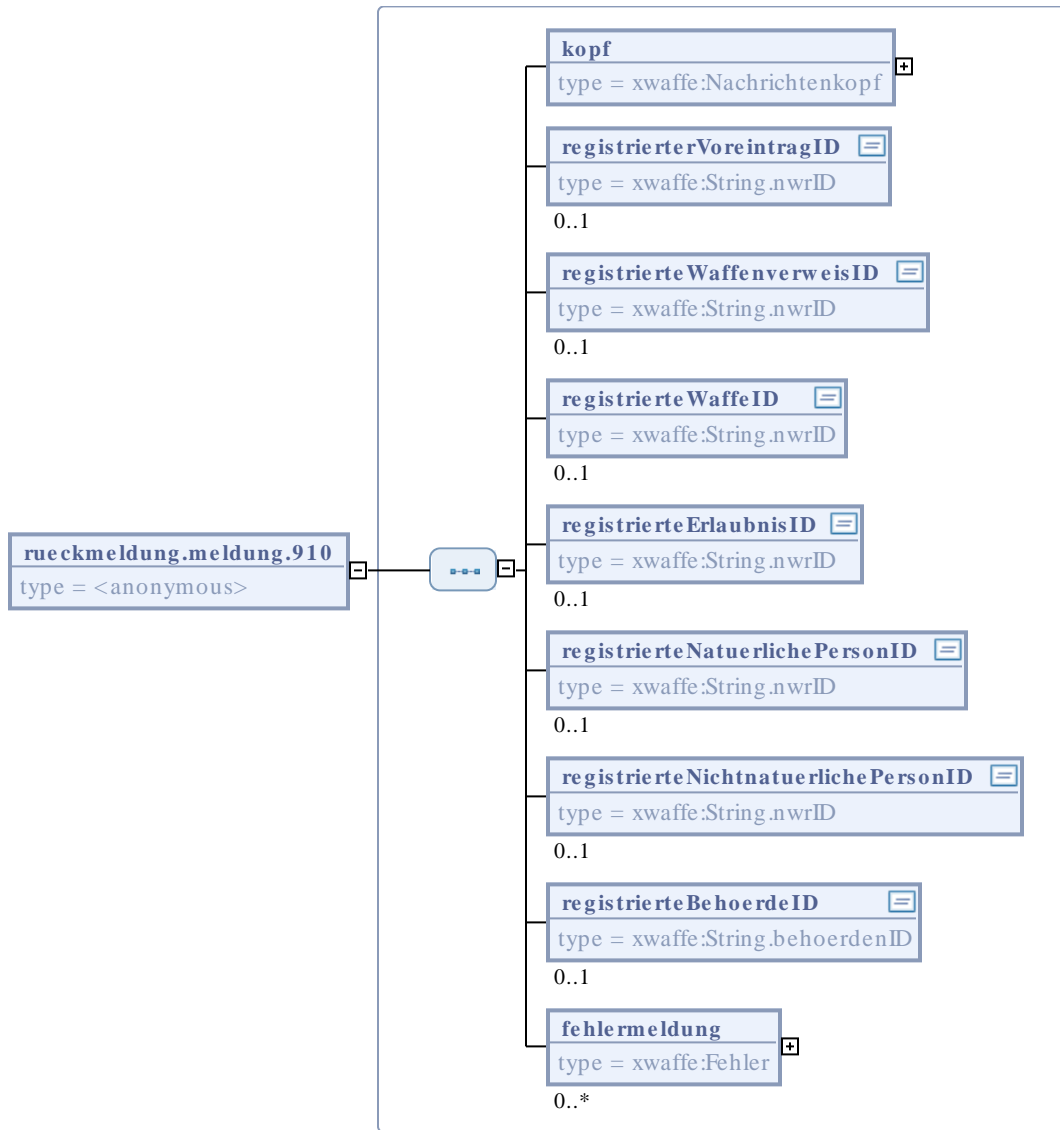 kopf
type = xwaffe:Nachrichtenkopf
registrierterVoreintragID
type = xwaffe:String.nwrID
0..1
registrierteWaffenverweisID
type = xwaffe:String.nwrID
0..1
registrierteWaffeID
type = xwaffe:String.nwrID
0..1
registrierteErlaubnisID
type = xwaffe:String.nwrID
0..1
rueckmeldung.meldung.910
type = <anonymous>
registrierteNatuerlichePersonID
type = xwaffe:String.nwrID
0..1
registrierteNichtnatuerlichePersonID
type = xwaffe:String.nwrID
0..1
registrierteBehoerdeID
type = xwaffe:String.behoerdenID
0..1
fehlermeldung
type = xwaffe:Fehler
0..*